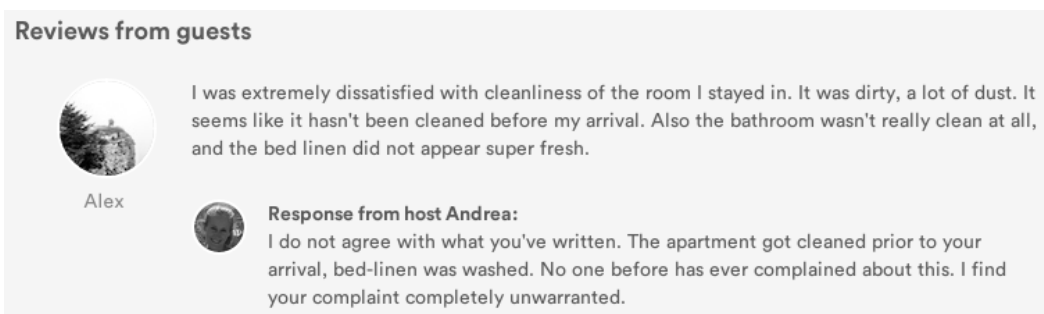 Reviews from guests
I was extremely dissatisfied with cleanliness of the room I stayed in. It was dirty, a lot of dust. It
seems like it hasn't been cleaned before my arrival. Also the bathroom wasn't really clean at all,
and the bed linen did not appear super fresh.
Alex
Response from host Andrea:
I do not agree with what you've written. The apartment got cleaned prior to your
arrival, bed-linen was washed. No one before has ever complained about this. I find
your complaint completely unwarranted.